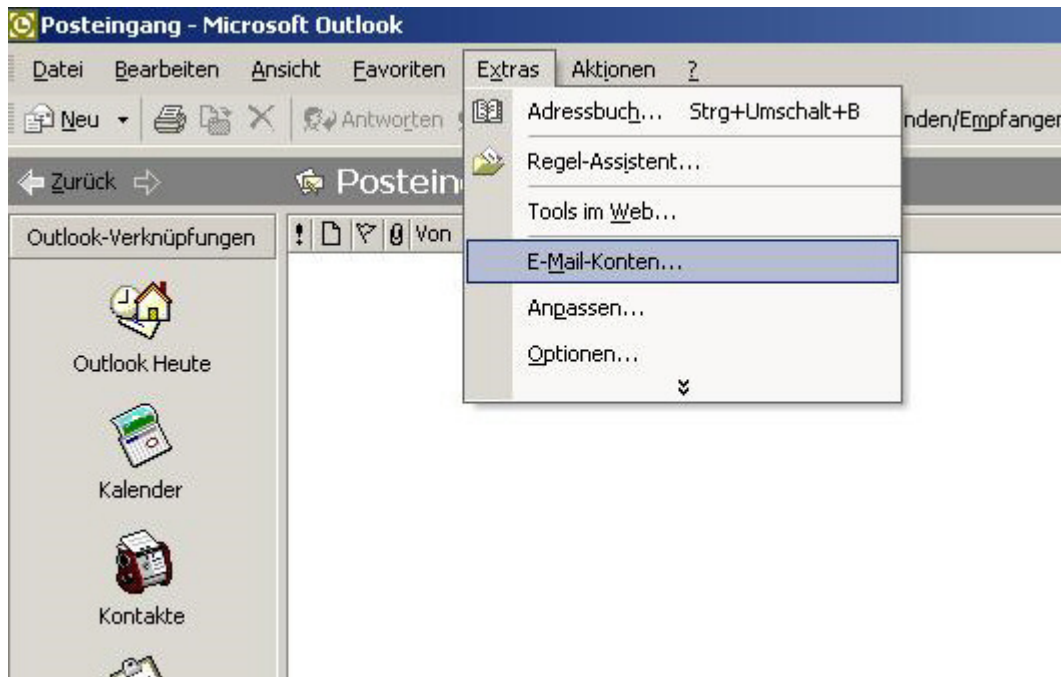 Posteingang - Microsoft Outlook
Datei Bearbeiten Ansicht Favoriten Extras Aktionen ?
Neu Antworten nden/Empfangen
Adressbuch... Strg+Umschalt+B
Regel-Assistent...
Tools im Web...
E-Mail-Konten...
Anpassen...
Optionen...
Zurück Postein
Outlook-Verknüpfungen ! Von
Outlook Heute
Kalender
Kontakte